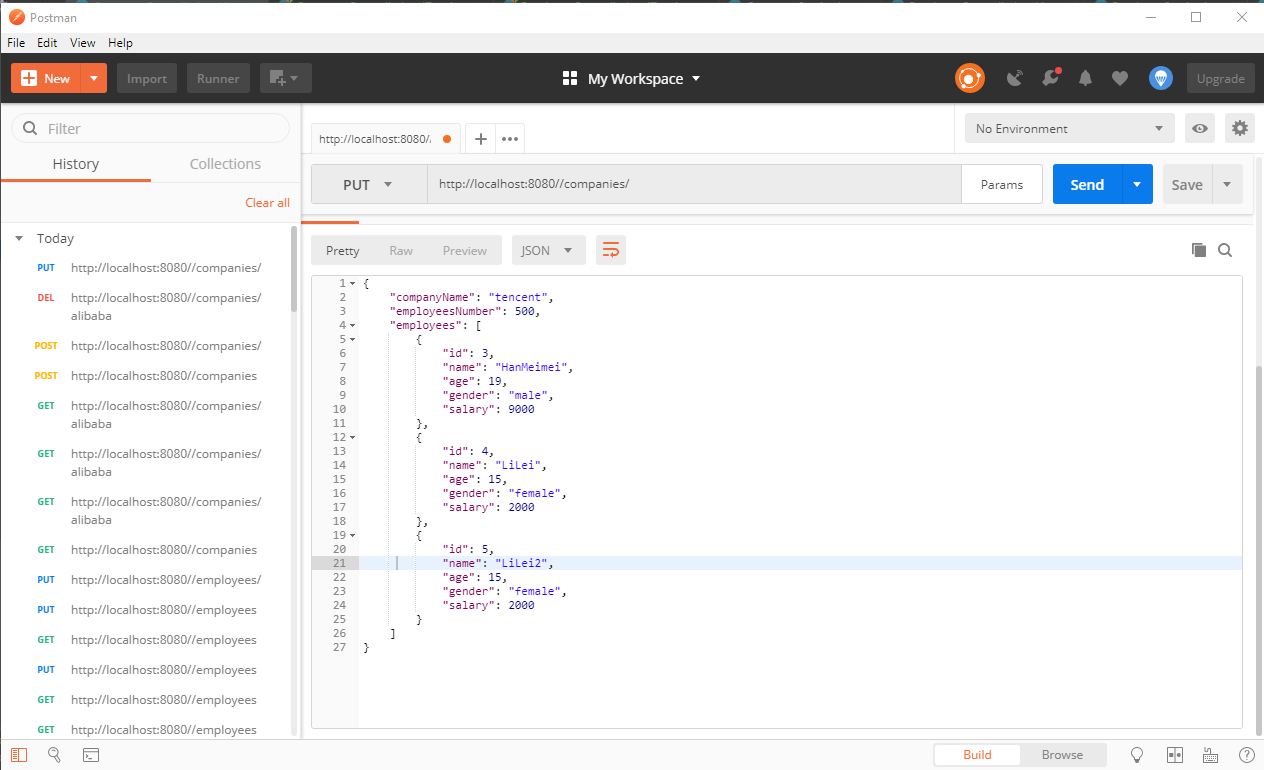 Postman
File Edit View Help
New Import Runner My Workspace Upgrade
Filter
History Collections
Clear all
Today
PUT http://localhost:8080//companies/
DEL http://localhost:8080//companies/
alibaba
POST http://localhost:8080//companies/
POST http://localhost:8080//companies
GET http://localhost:8080//companies/
alibaba
GET http://localhost:8080//companies/
alibaba
GET http://localhost:8080//companies/
alibaba
GET http://localhost:8080//companies
PUT http://localhost:8080//employees/
PUT http://localhost:8080//employees
GET http://localhost:8080//employees
PUT http://localhost:8080//employees
GET http://localhost:8080//employees
GET http://localhost:8080//employees
http://localhost:8080/ + ••• No Environment
PUT http://localhost:8080//companies/ Params Send Save
Pretty Raw Preview JSON
1 {
2 "companyName": "tencent",
3 "employeesNumber": 500,
4 "employees": [
5 {
6 "id": 3,
7 "name": "HanMeimei",
8 "age": 19,
9 "gender": "male",
10 "salary": 9000
11 },
12 {
13 "id": 4,
14 "name": "LiLei",
15 "age": 15,
16 "gender": "female",
17 "salary": 2000
18 },
19 {
20 "id": 5,
21 "name": "LiLei2",
22 "age": 15,
23 "gender": "female",
24 "salary": 2000
25 }
26 ]
27 }
Build Browse ?